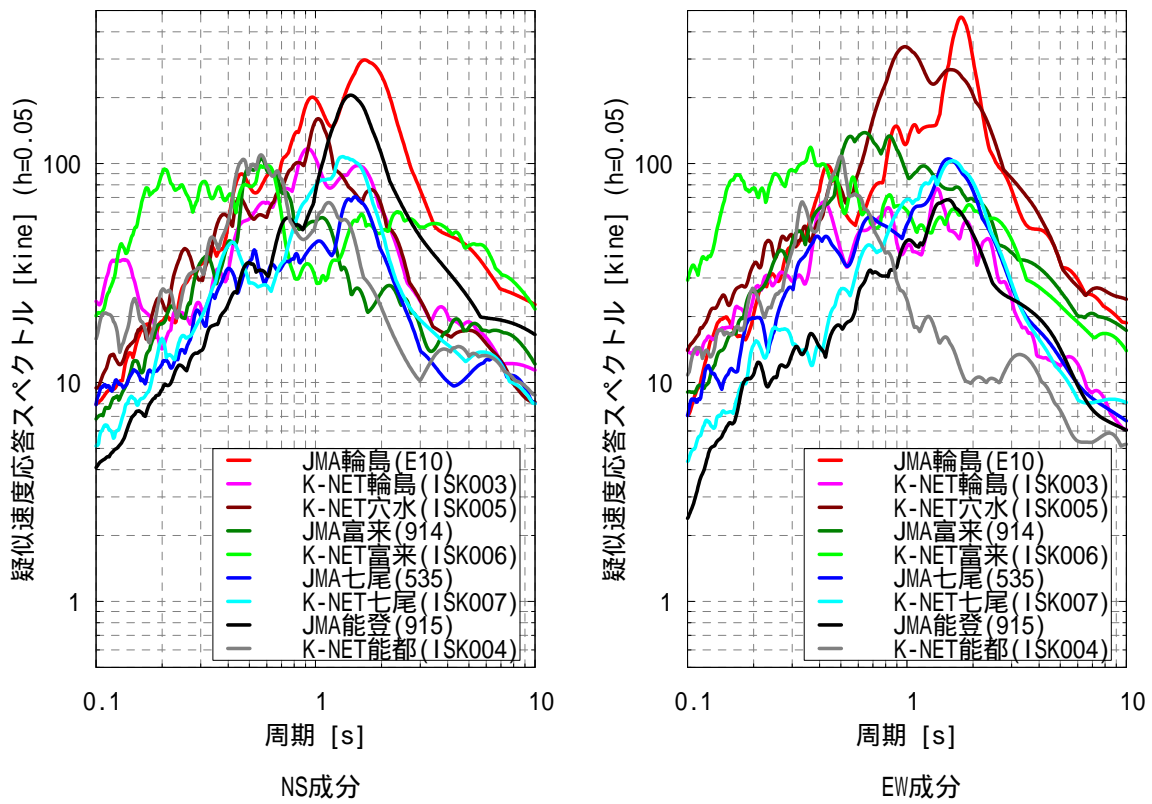 疑似速度応答スペクトル [kine] (h=0.05)
100
10
1
JMA輪島(E10)
K-NET輪島(ISK003)
K-NET穴水(ISK005)
JMA富来(914)
K-NET富来(ISK006)
JMA七尾(535)
K-NET七尾(ISK007)
JMA能登(915)
K-NET能都(ISK004)
0.1 1 10
周期 [s]
NS成分
疑似速度応答スペクトル [kine] (h=0.05)
100
10
1
JMA輪島(E10)
K-NET輪島(ISK003)
K-NET穴水(ISK005)
JMA富来(914)
K-NET富来(ISK006)
JMA七尾(535)
K-NET七尾(ISK007)
JMA能登(915)
K-NET能都(ISK004)
0.1 1 10
周期 [s]
EW成分